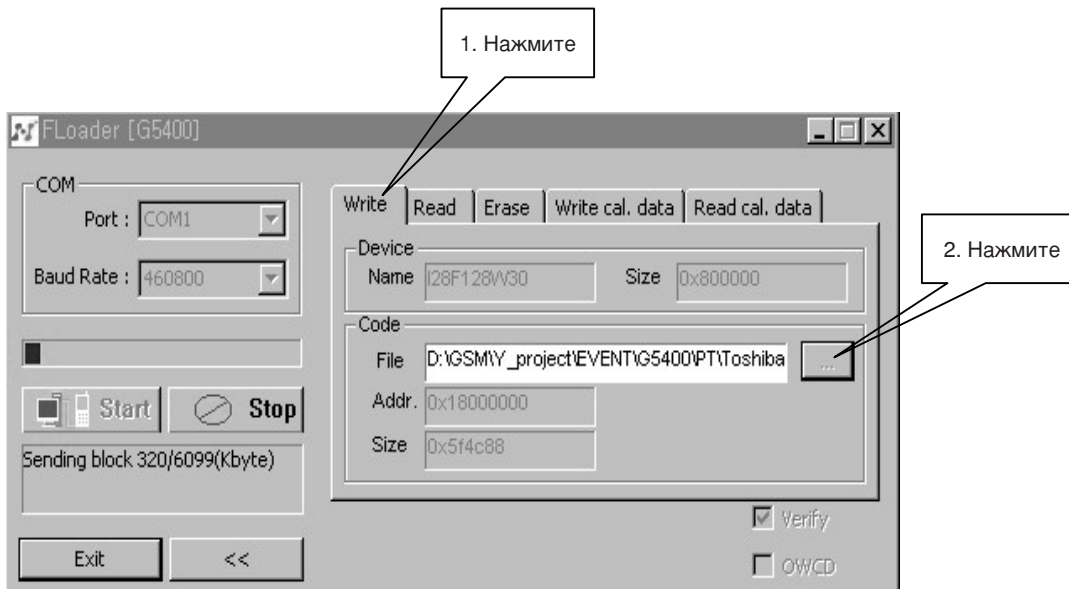 1. Нажмите
FLoader [G5400]
COM
Port : COM1
Baud Rate : 460800
Start Stop
Sending block 320/6099(Kbyte)
Exit <<
Write Read Erase Write cal. data Read cal. data
Device
Name I28F128W30 Size 0x800000
Code
File D:\GSM\Y_project\EVENT\G5400\PT\Toshiba ...
Addr. 0x18000000
Size 0x5f4c88
Verify
OWCD
2. Нажмите